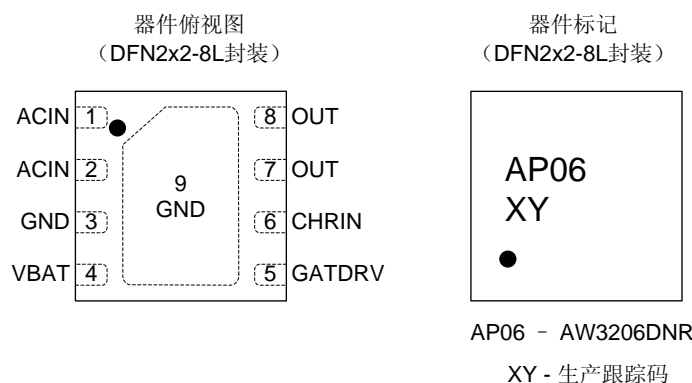 器件俯视图
（DFN2x2-8L封装）
ACIN 1
8 OUT
ACIN 2
7 OUT
9
GND
GND 3
6 CHRIN
VBAT 4
5 GATDRV
器件标记
（DFN2x2-8L封装）
AP06
XY
AP06 – AW3206DNR
XY - 生产跟踪码